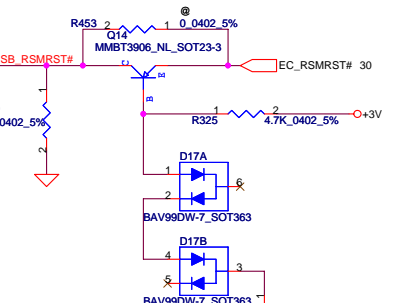 @
R453 2 1 0_0402_5%
Q14
MMBT3906_NL_SOT23-3
SB_RSMRST# C E EC_RSMRST# 30
B
1
0402_5%
2
1 2 +3V
R325 4.7K_0402_5%
D17A
1
6
2
BAV99DW-7_SOT363
D17B
4
3
5
1
BAV99DW-7_SOT363